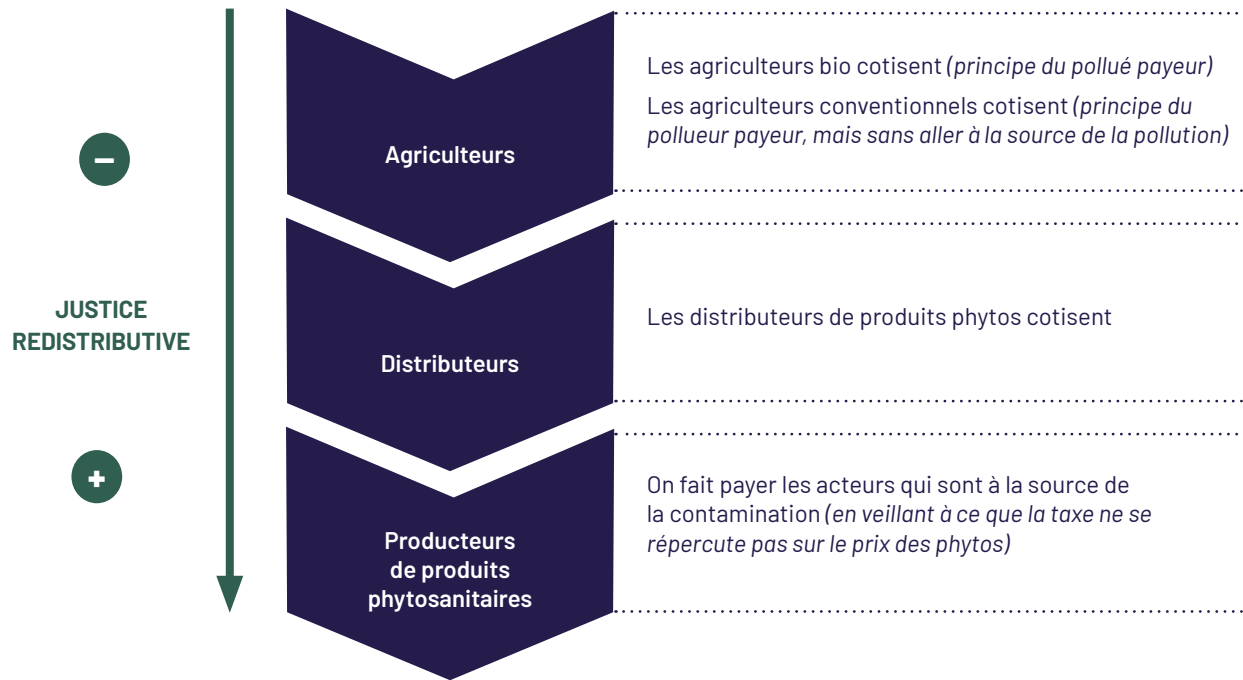 Agriculteurs
Les agriculteurs bio cotisent (principe du pollué payeur)
Les agriculteurs conventionnels cotisent (principe du
pollueur payeur, mais sans aller à la source de la pollution)
–
JUSTICE
REDISTRIBUTIVE
Distributeurs
Les distributeurs de produits phytos cotisent
+
Producteurs
de produits
phytosanitaires
On fait payer les acteurs qui sont à la source de
la contamination (en veillant à ce que la taxe ne se
répercute pas sur le prix des phytos)